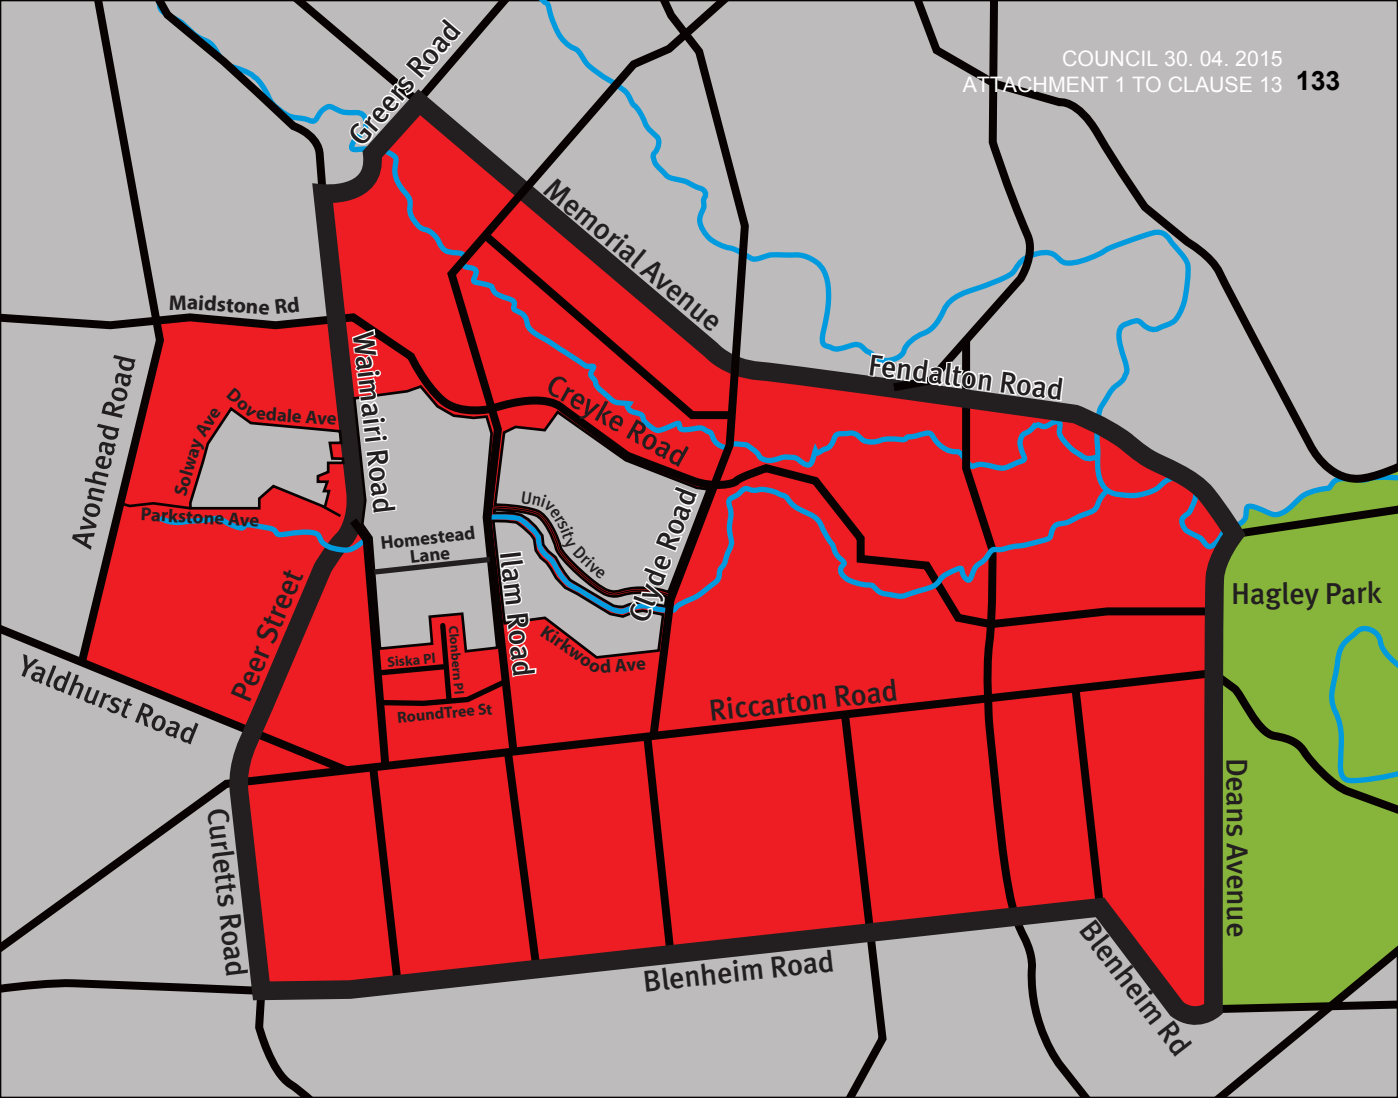 COUNCIL 30. 04. 2015
ATTACHMENT 1 TO CLAUSE 13 133
Greers Road
Memorial Avenue
Maidstone Rd
Waimairi Road
Fendalton Road
Avonhead Road
Dovedale Ave
Solway Ave
Creyke Road
Parkstone Ave
University Drive
Clyde Road
Homestead
Lane
Ilam Road
Hagley Park
Peer Street
Siska Pl
Clonbern Pl
Kirkwood Ave
Yaldhurst Road
RoundTree St
Riccarton Road
Curletts Road
Deans Avenue
Blenheim Road
Blenheim Rd